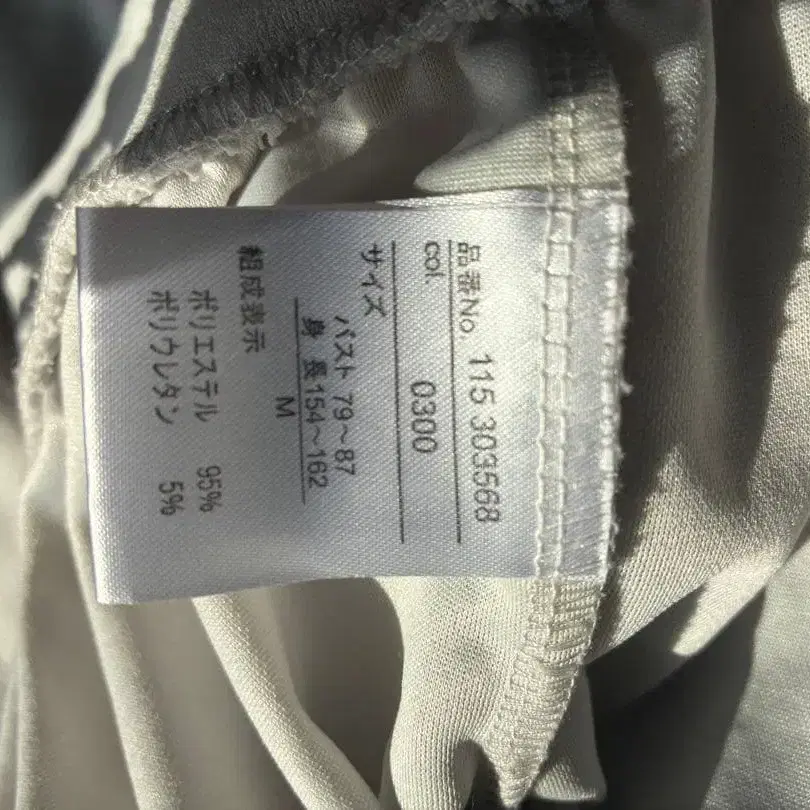 品番No. 115 303568
col. 0300
サイズ
バスト 79～87
身 長 154～162
M
組成表示
ポリエステル 95%
ポリウレタン 5%